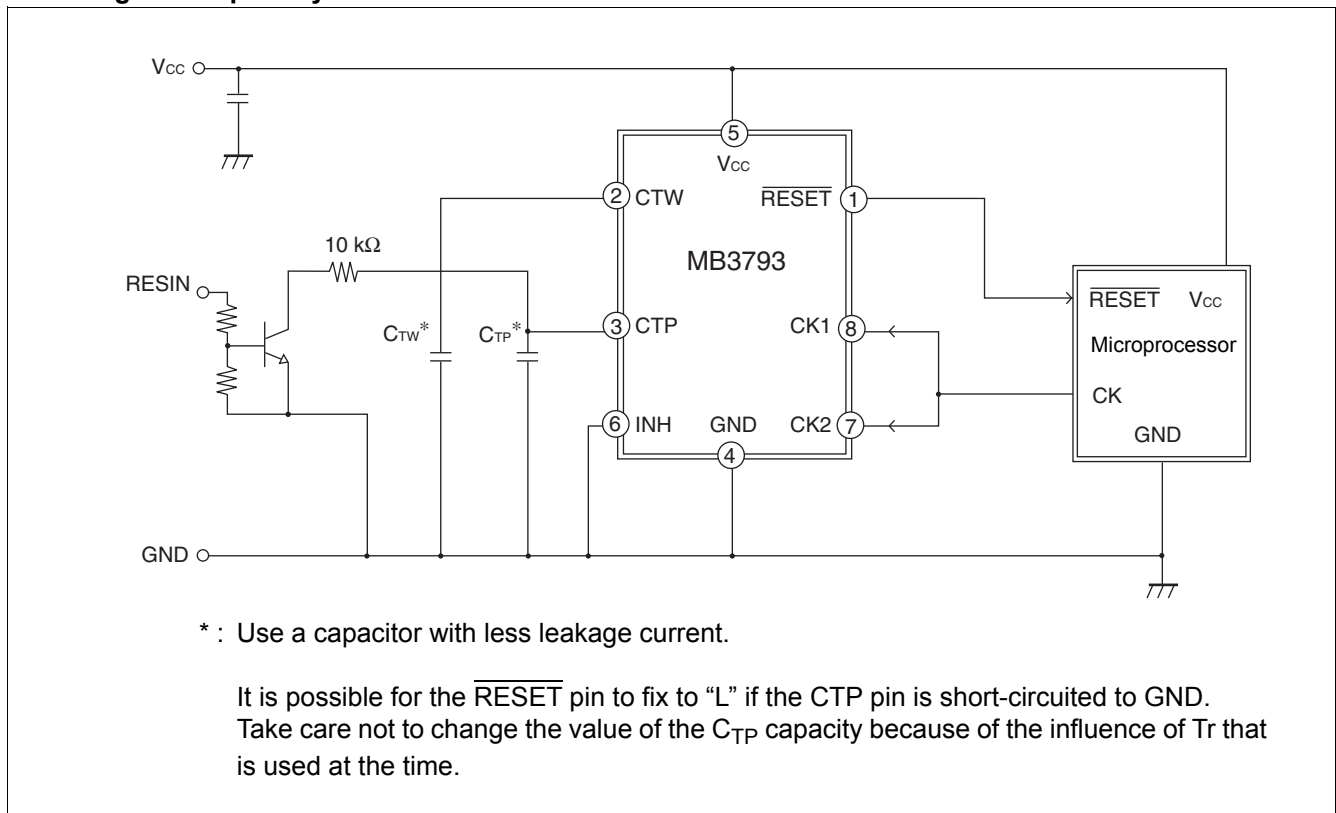 Vcc
5
Vcc
2 CTW
RESET 1
10 kΩ
MB3793
RESIN
RESET Vcc
CTW*
CTP*
3 CTP
CK1 8
Microprocessor
CK
6 INH
GND
CK2 7
GND
4
GND
* : Use a capacitor with less leakage current.
It is possible for the RESET pin to fix to “L” if the CTP pin is short-circuited to GND.
Take care not to change the value of the CTP capacity because of the influence of Tr that
is used at the time.